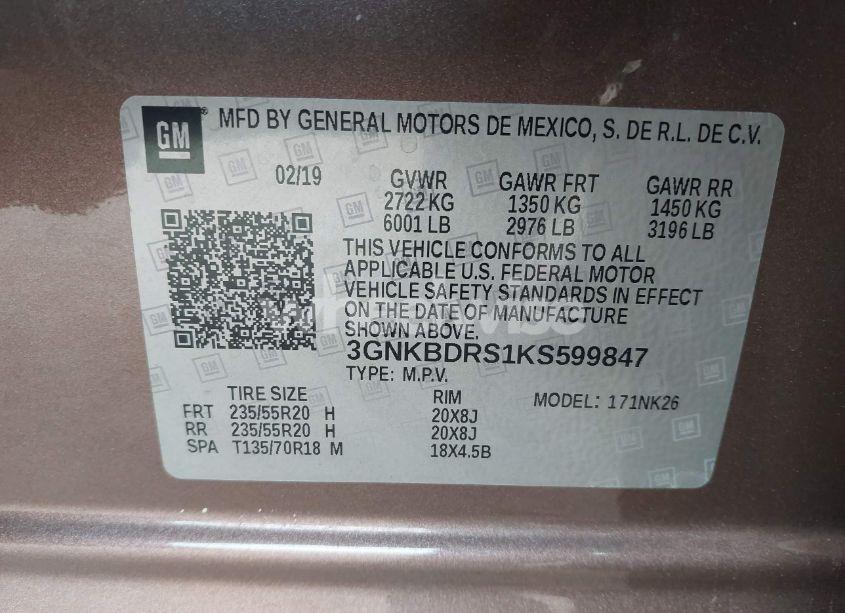 GM ® MFD BY GENERAL MOTORS DE MEXICO, S. DE R.L. DE C.V.
02/19 GVWR GAWR FRT GAWR RR
2722 KG 1350 KG 1450 KG
6001 LB 2976 LB 3196 LB
THIS VEHICLE CONFORMS TO ALL
APPLICABLE U.S. FEDERAL MOTOR
VEHICLE SAFETY STANDARDS IN EFFECT
ON THE DATE OF MANUFACTURE
SHOWN ABOVE.
3GNKBDRS1KS599847
TYPE: M.P.V.
TIRE SIZE RIM MODEL: 171NK26
FRT 235/55R20 H 20X8J
RR 235/55R20 H 20X8J
SPA T135/70R18 M 18X4.5B